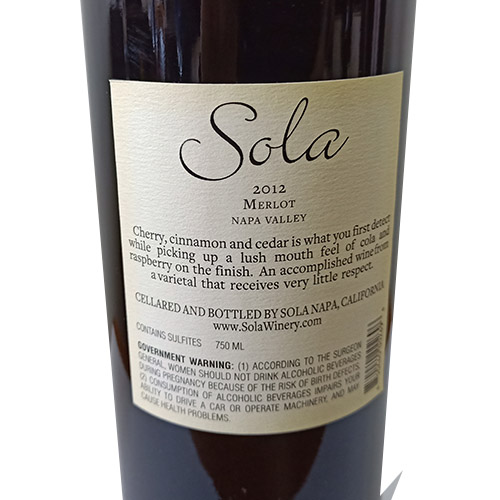 Sola
2012
MERLOT
NAPA VALLEY
Cherry, cinnamon and cedar is what you first detect
while picking up a lush mouth feel of cola and
raspberry on the finish. An accomplished wine from
a varietal that receives very little respect.
CELLARED AND BOTTLED BY SOLA NAPA, CALIFORNIA
www.SolaWinery.com
CONTAINS SULFITES 750 ML
GOVERNMENT WARNING: (1) ACCORDING TO THE SURGEON
GENERAL, WOMEN SHOULD NOT DRINK ALCOHOLIC BEVERAGES
DURING PREGNANCY BECAUSE OF THE RISK OF BIRTH DEFECTS.
(2) CONSUMPTION OF ALCOHOLIC BEVERAGES IMPAIRS YOUR
ABILITY TO DRIVE A CAR OR OPERATE MACHINERY, AND MAY
CAUSE HEALTH PROBLEMS.